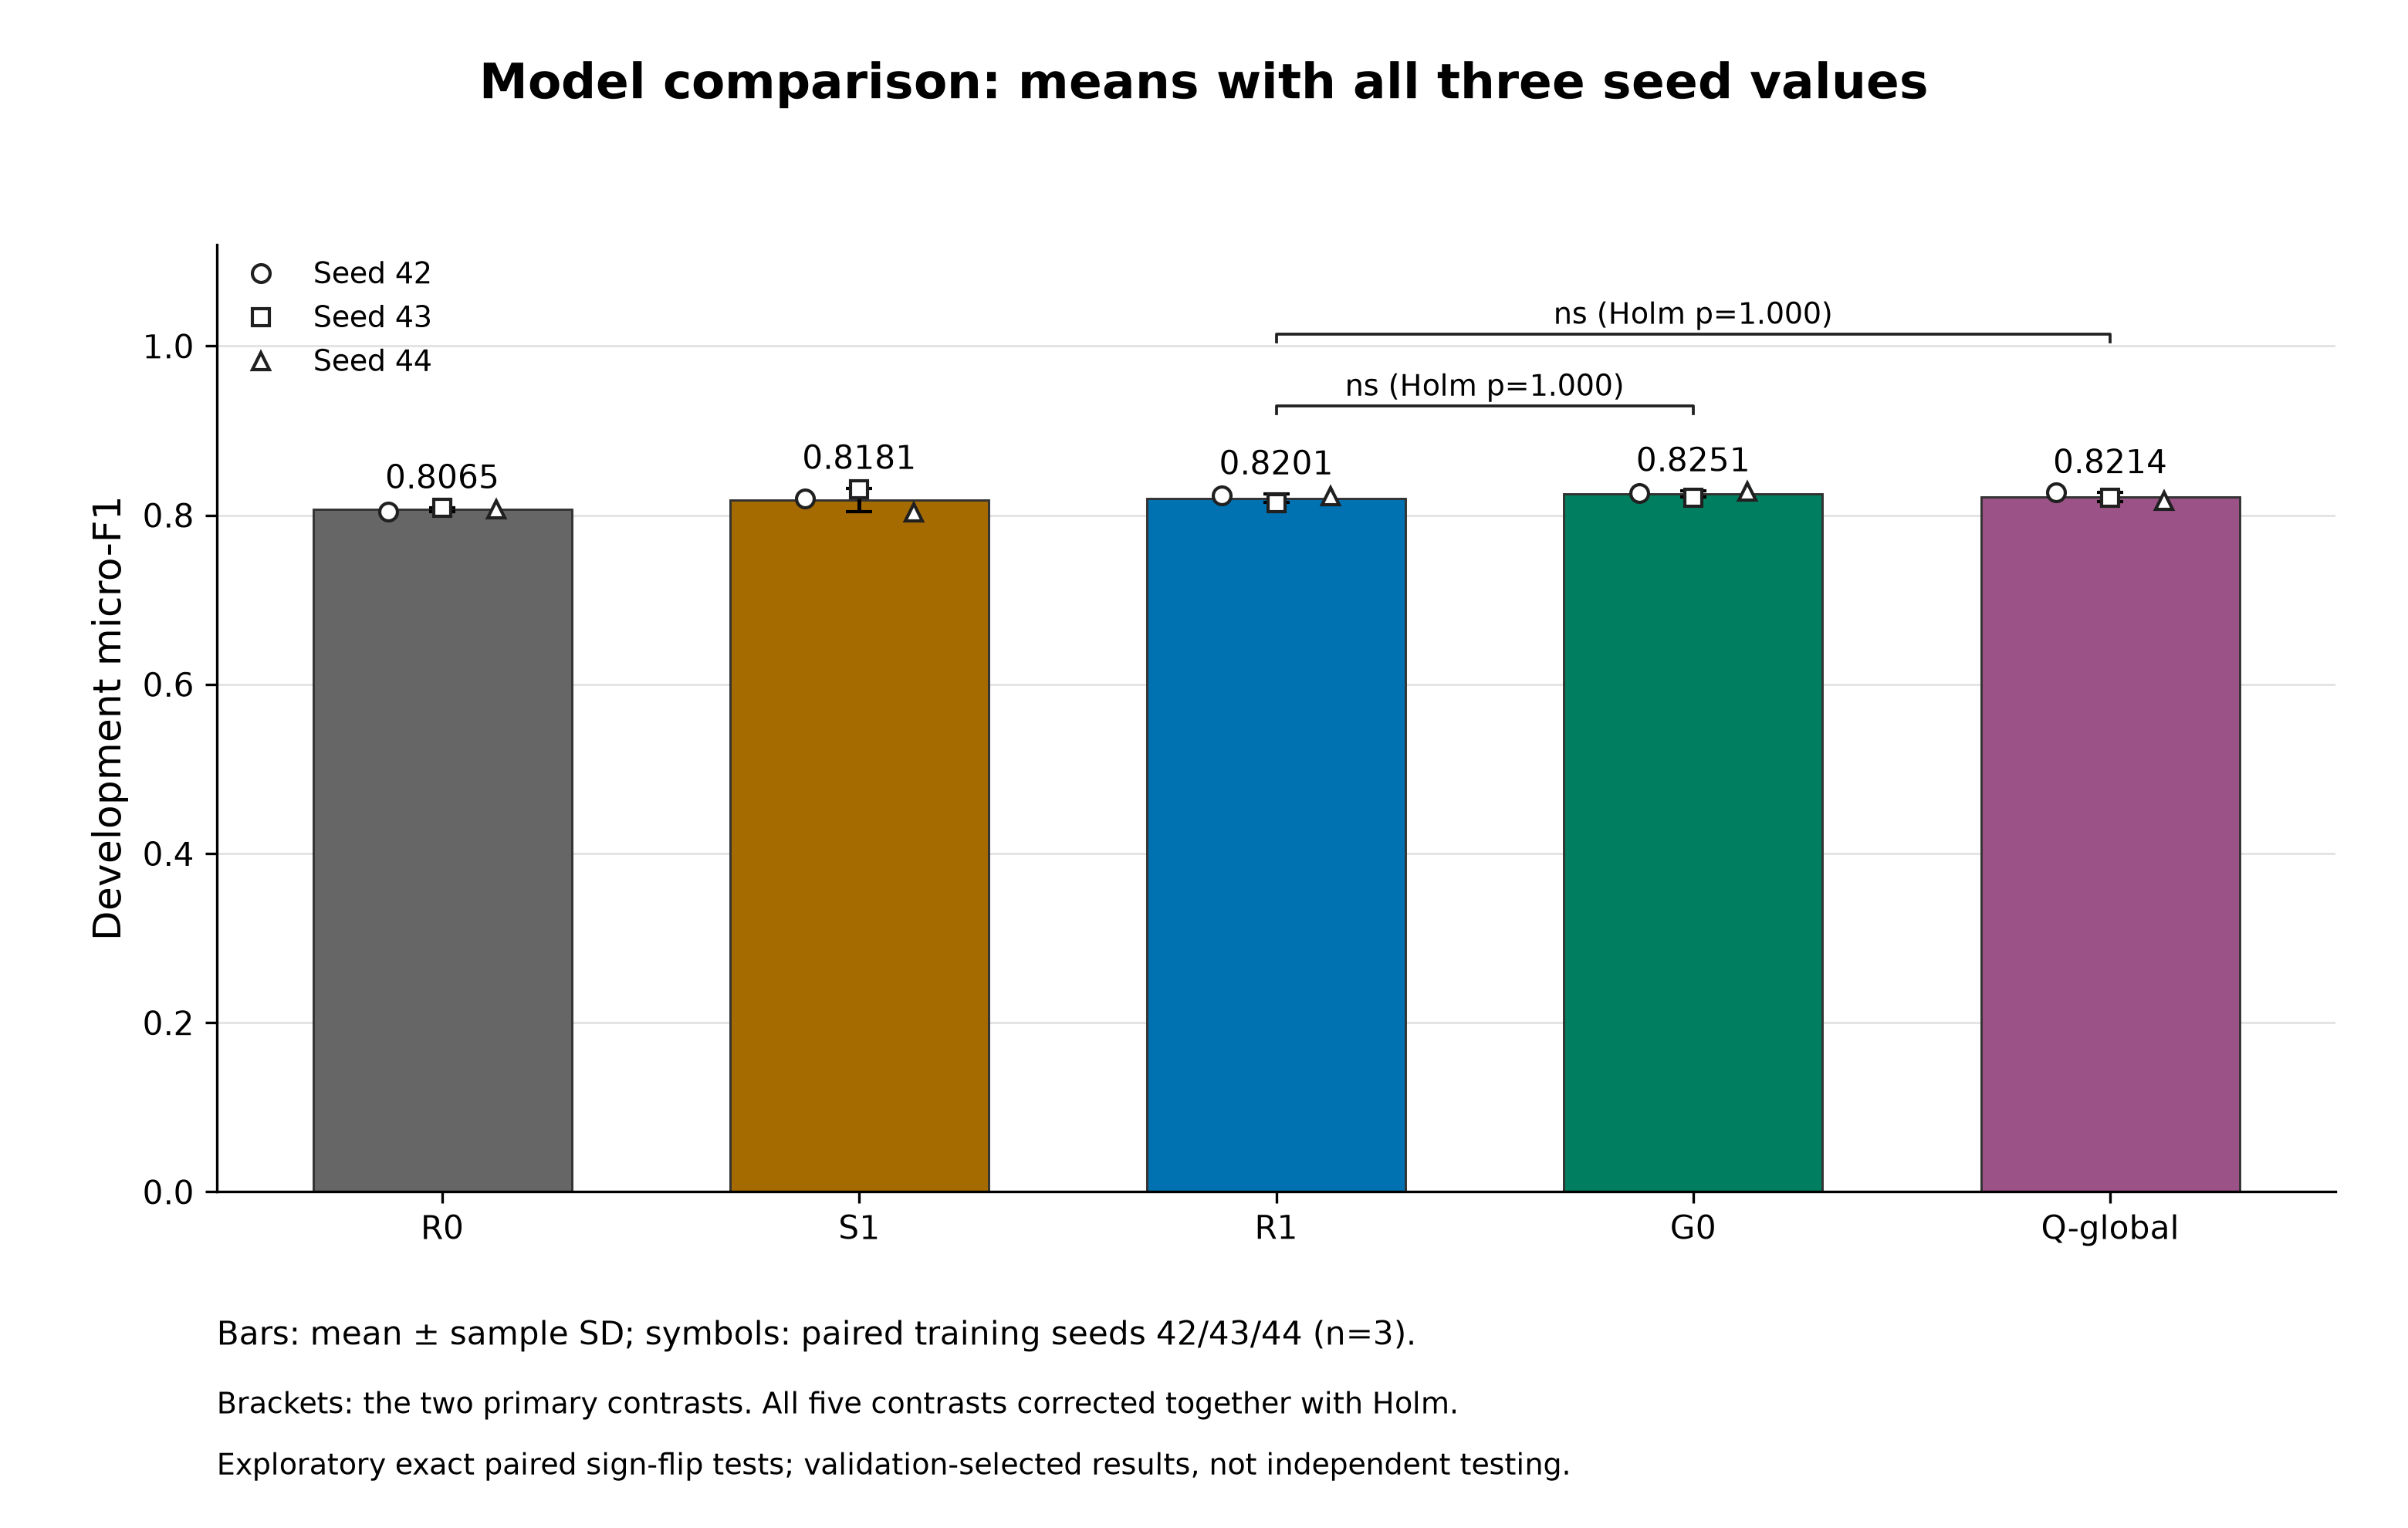 Model comparison: means with all three seed values
Seed 42
Seed 43
Seed 44
ns (Holm p=1.000)
ns (Holm p=1.000)
0.8065
0.8181
0.8201
0.8251
0.8214
Development micro-F1
1.0
0.8
0.6
0.4
0.2
0.0
R0
S1
R1
G0
Q-global
Bars: mean ± sample SD; symbols: paired training seeds 42/43/44 (n=3).
Brackets: the two primary contrasts. All five contrasts corrected together with Holm.
Exploratory exact paired sign-flip tests; validation-selected results, not independent testing.